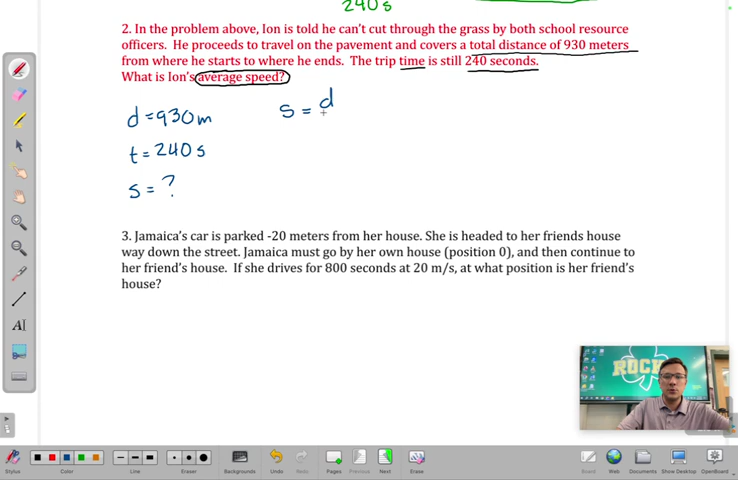 240 s
2. In the problem above, Ion is told he can't cut through the grass by both school resource
officers. He proceeds to travel on the pavement and covers a total distance of 930 meters
from where he starts to where he ends. The trip time is still 240 seconds.
What is Ion's average speed?
d = 930 m
s = d
t = 240 s
s = ?
3. Jamaica's car is parked -20 meters from her house. She is headed to her friends house
way down the street. Jamaica must go by her own house (position 0), and then continue to
her friend's house. If she drives for 800 seconds at 20 m/s, at what position is her friend's
house?
ROCK
Stylus
Color
Line
Eraser
Backgrounds
Undo
Redo
Pages
Previous
Next
Erase
Board
Web
Documents
Show Desktop
OpenBoard